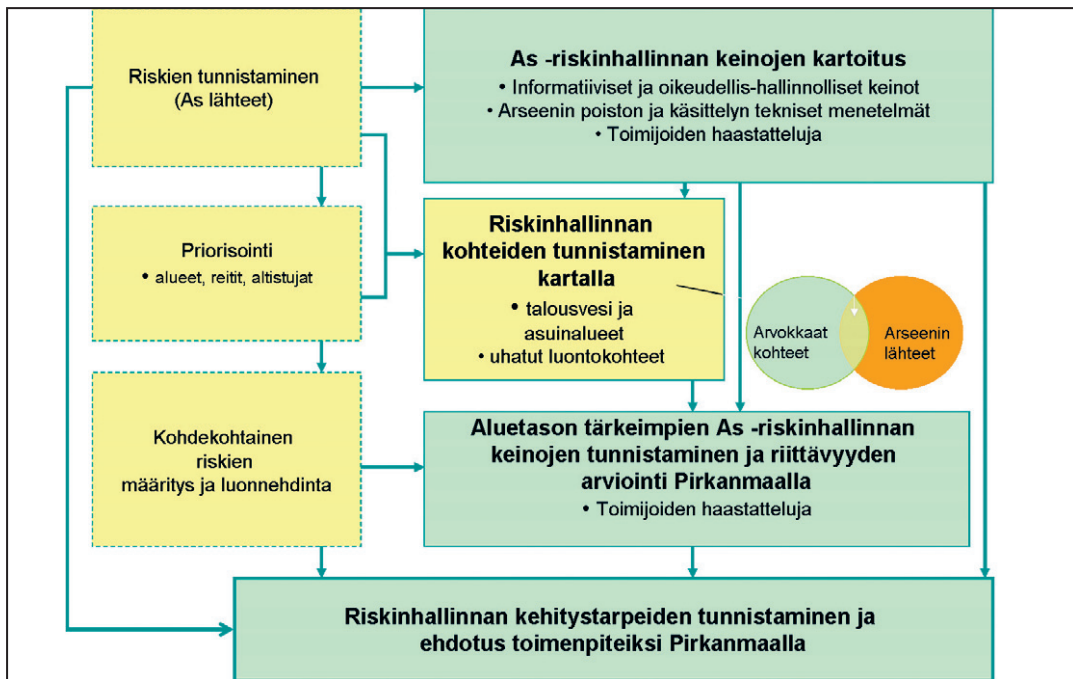 Riskien tunnistaminen
(As lähteet)
As -riskinhallinnan keinojen kartoitus
• Informatiiviset ja oikeudellis-hallinnolliset keinot
• Arseenin poiston ja käsittelyn tekniset menetelmät
• Toimijoiden haastatteluja
Priorisointi
• alueet, reitit, altistujat
Riskinhallinnan
kohteiden tunnistaminen
kartalla
• talousvesi ja
asuinalueet
• uhatut luontokohteet
Arvokkaat
kohteet
Arseenin
lähteet
Kohdekohtainen
riskien
määritys ja luonnehdinta
Aluetason tärkeimpien As -riskinhallinnan
keinojen tunnistaminen ja riittävyyden
arviointi Pirkanmaalla
• Toimijoiden haastatteluja
Riskinhallinnan kehitystarpeiden tunnistaminen ja
ehdotus toimenpiteiksi Pirkanmaalla